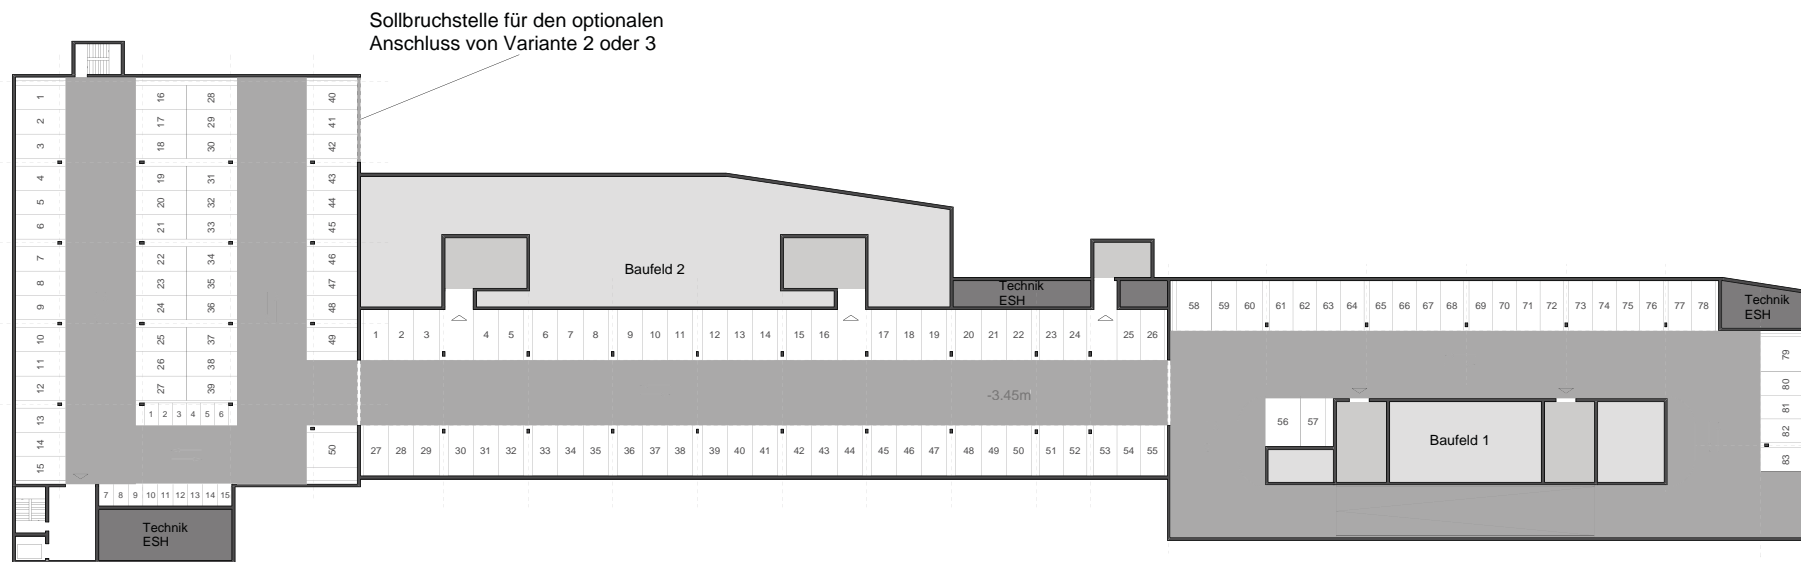 Sollbruchstelle für den optionalen
Anschluss von Variante 2 oder 3
1 16 28 40
2 17 29 41
3 18 30 42
4 19 31 43
5 20 32 44
6 21 33 45
7 22 34 46
8 23 35 47
9 24 36 48
10 25 37 49
11 26 38
12 27 39
13 1 2 3 4 5 6
14 50
15
7 8 9 10 11 12 13 14 15
Technik
ESH
Baufeld 2
Technik
ESH
1 2 3 4 5 6 7 8 9 10 11 12 13 14 15 16 17 18 19 20 21 22 23 24 25 26
-3.45m
27 28 29 30 31 32 33 34 35 36 37 38 39 40 41 42 43 44 45 46 47 48 49 50 51 52 53 54 55
58 59 60 61 62 63 64 65 66 67 68 69 70 71 72 73 74 75 76 77 78
Technik
ESH
79
80
81
82
83
56 57
Baufeld 1